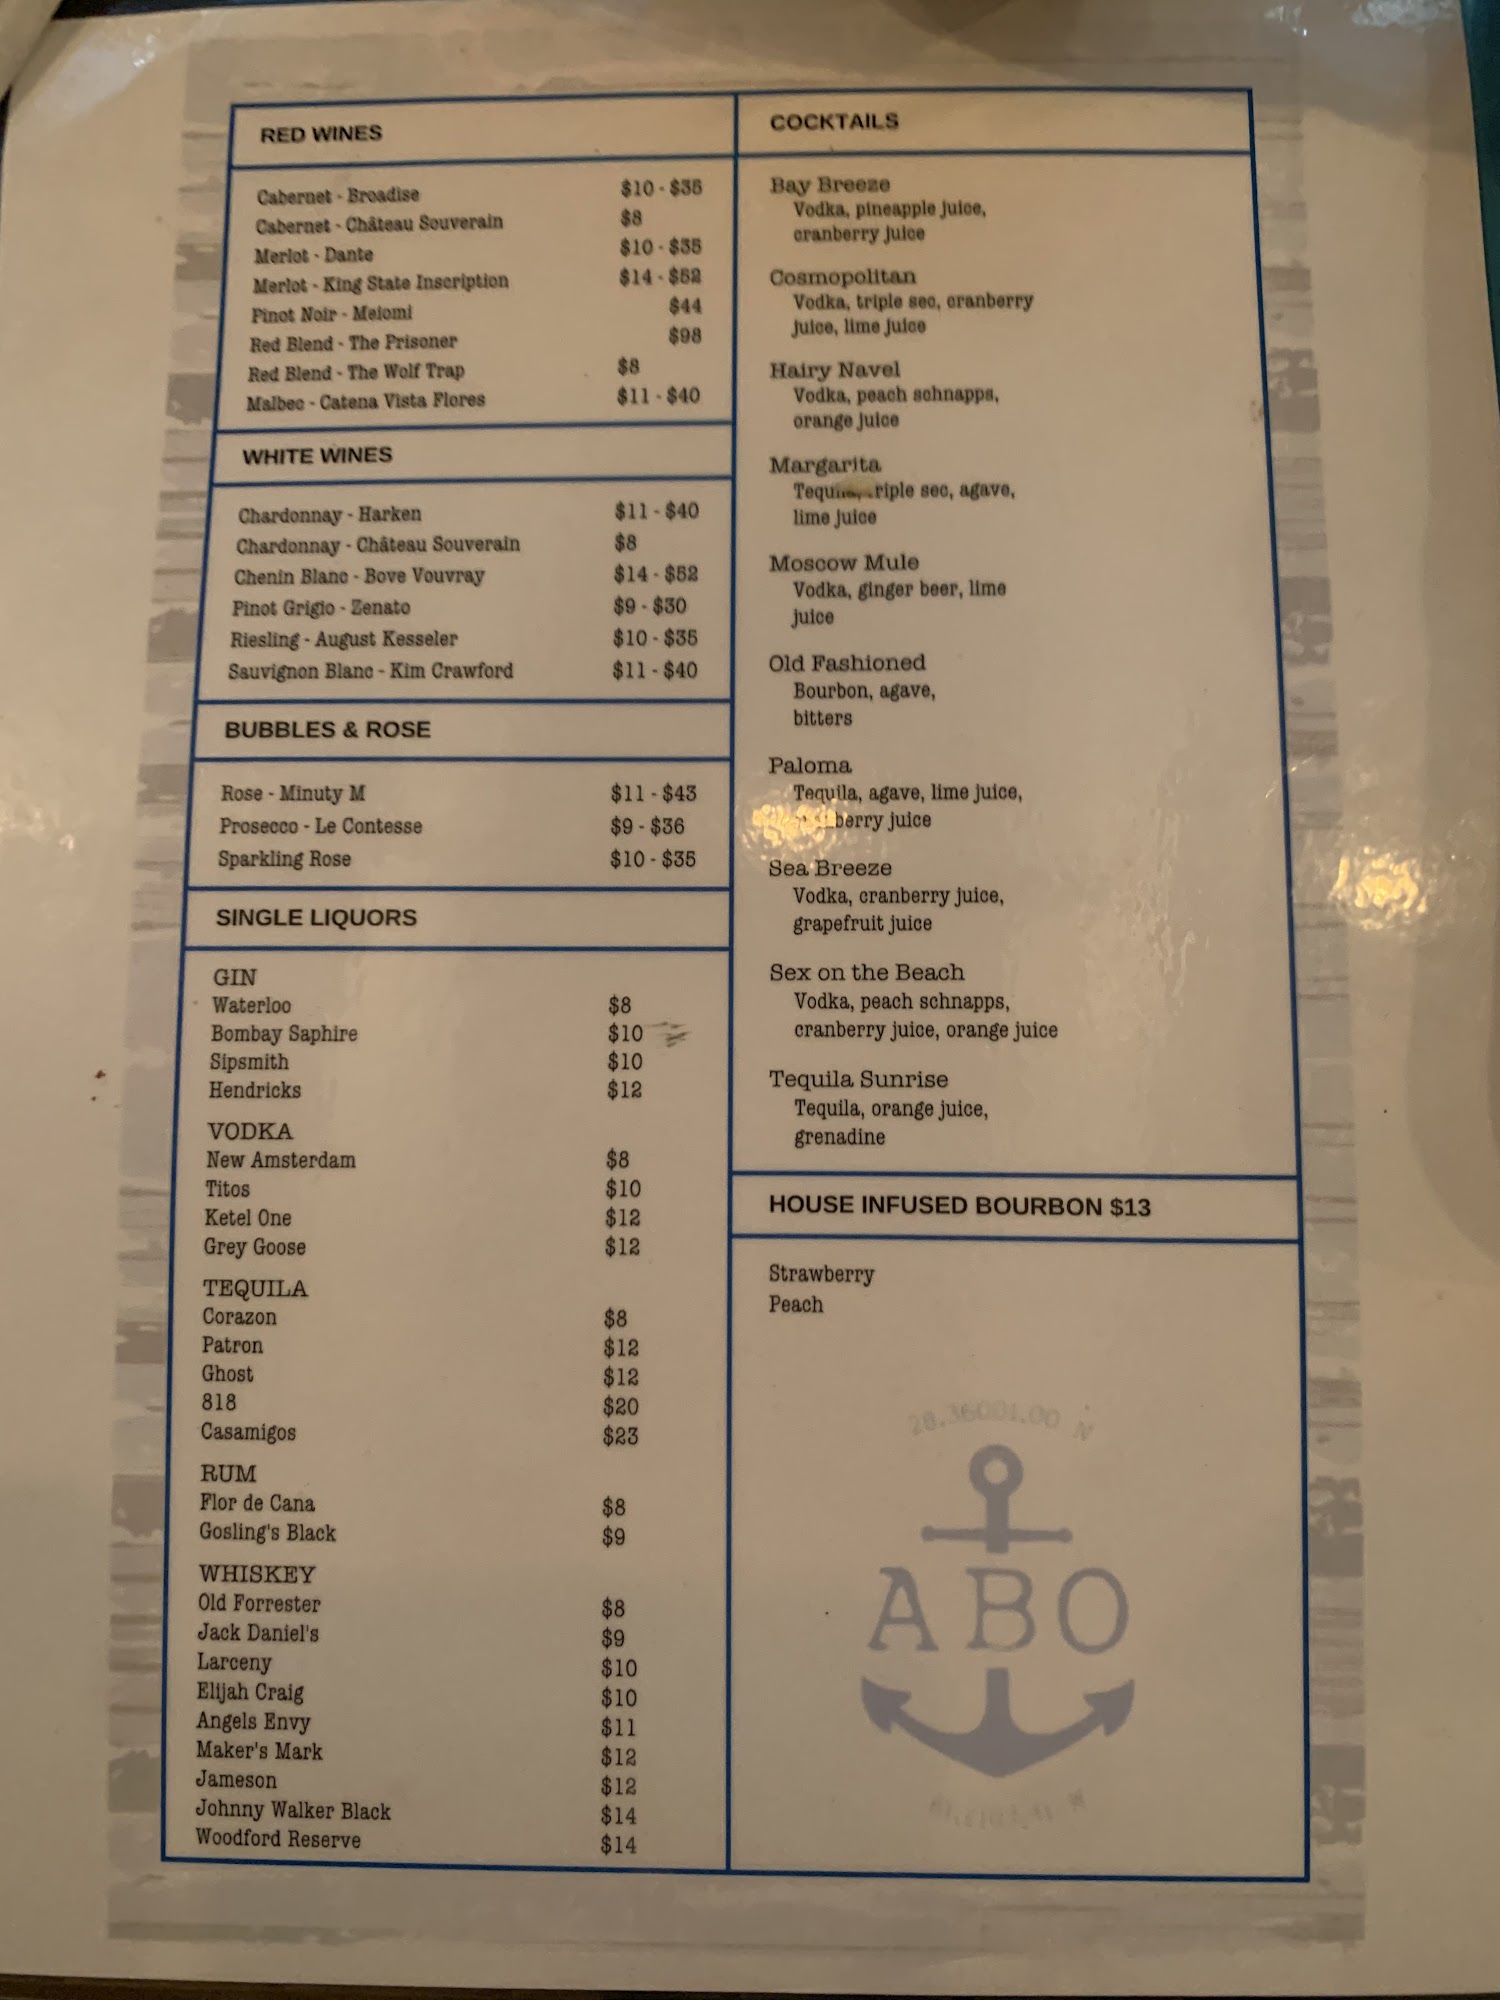 RED WINES
Cabernet - Broadise $10 - $35
Cabernet - Château Souverain $8
Merlot - Dante $10 - $35
Merlot - King State Inscription $14 - $52
Pinot Noir - Meiomi $44
Red Blend - The Prisoner $98
Red Blend - The Wolf Trap $8
Malbec - Catena Vista Flores $11 - $40
WHITE WINES
Chardonnay - Harken $11 - $40
Chardonnay - Château Souverain $8
Chenin Blanc - Bove Vouvray $14 - $52
Pinot Grigio - Zenato $9 - $30
Riesling - August Kesseler $10 - $35
Sauvignon Blanc - Kim Crawford $11 - $40
BUBBLES & ROSE
Rose - Minuty M $11 - $43
Prosecco - Le Contesse $9 - $36
Sparkling Rose $10 - $35
SINGLE LIQUORS
GIN
Waterloo $8
Bombay Saphire $10
Sipsmith $10
Hendricks $12
VODKA
New Amsterdam $8
Titos $10
Ketel One $12
Grey Goose $12
TEQUILA
Corazon $8
Patron $12
Ghost $12
818 $20
Casamigos $23
RUM
Flor de Cana $8
Gosling's Black $9
WHISKEY
Old Forrester $8
Jack Daniel's $9
Larceny $10
Elijah Craig $10
Angels Envy $11
Maker's Mark $12
Jameson $12
Johnny Walker Black $14
Woodford Reserve $14
COCKTAILS
Bay Breeze
Vodka, pineapple juice,
cranberry juice
Cosmopolitan
Vodka, triple sec, cranberry
juice, lime juice
Hairy Navel
Vodka, peach schnapps,
orange juice
Margarita
Tequila, triple sec, agave,
lime juice
Moscow Mule
Vodka, ginger beer, lime
juice
Old Fashioned
Bourbon, agave,
bitters
Paloma
Tequila, agave, lime juice,
juice
Sea Breeze
Vodka, cranberry juice,
grapefruit juice
Sex on the Beach
Vodka, peach schnapps,
cranberry juice, orange juice
Tequila Sunrise
Tequila, orange juice,
grenadine
HOUSE INFUSED BOURBON $13
Strawberry
Peach
ABO